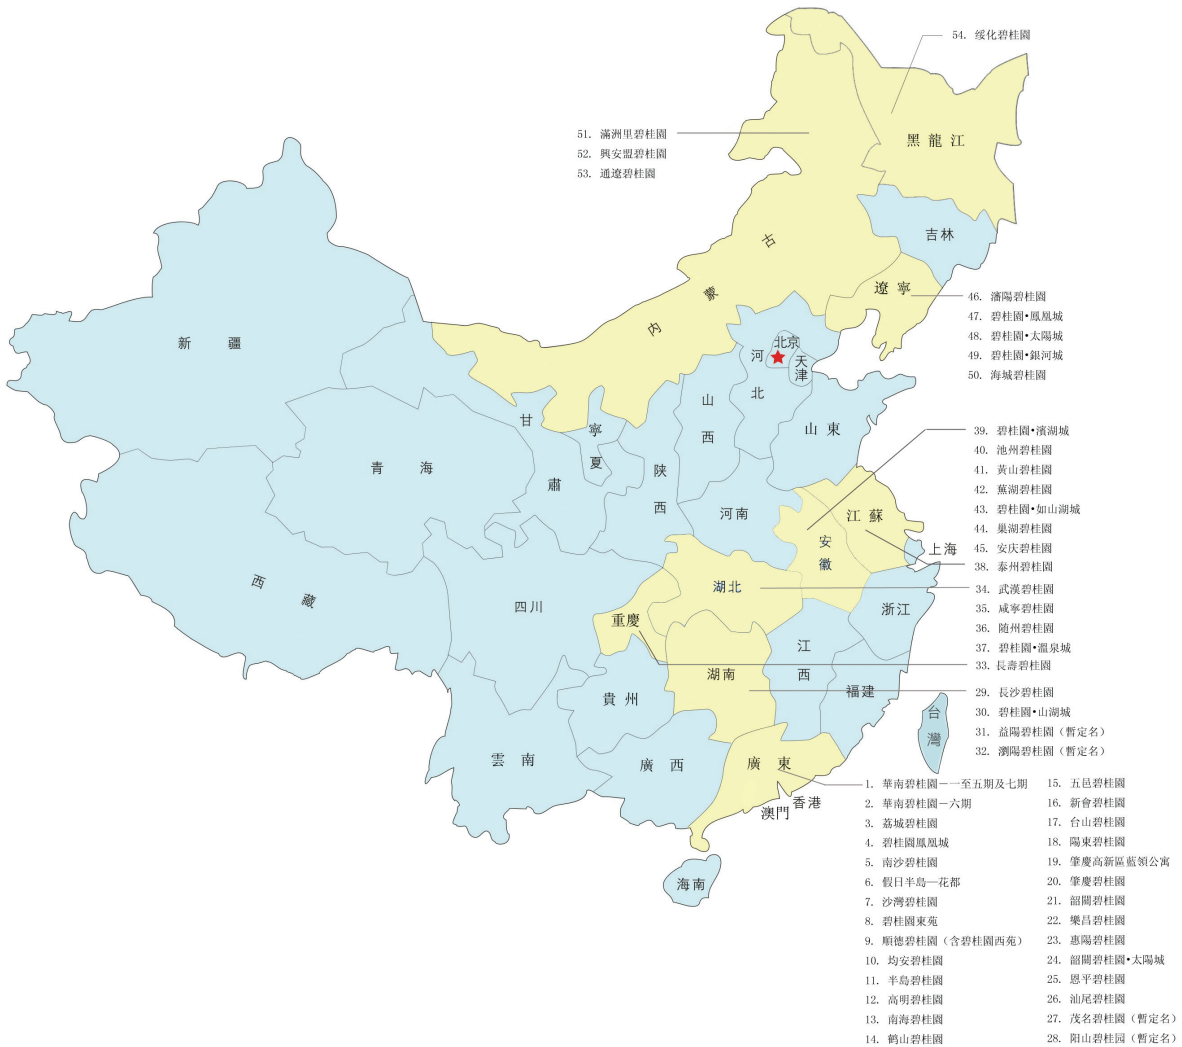 54. 绥化碧桂園
51. 滿洲里碧桂園
52. 興安盟碧桂園
53. 通遼碧桂園
黑龍江
吉林
遼寧
內蒙古
新疆
北京
天津
河北
山西
山東
甘肅
寧夏
青海
陝西
河南
江蘇
安徽
上海
西藏
四川
重慶
湖北
浙江
江西
湖南
貴州
福建
台灣
雲南
廣西
廣東
香港
澳門
海南
46. 瀋陽碧桂園
47. 碧桂園•鳳凰城
48. 碧桂園•太陽城
49. 碧桂園•銀河城
50. 海城碧桂園
39. 碧桂園•濱湖城
40. 池州碧桂園
41. 黃山碧桂園
42. 蕪湖碧桂園
43. 碧桂園•如山湖城
44. 巢湖碧桂園
45. 安庆碧桂園
38. 泰州碧桂園
34. 武漢碧桂園
35. 咸寧碧桂園
36. 随州碧桂園
37. 碧桂園•溫泉城
33. 長壽碧桂園
29. 長沙碧桂園
30. 碧桂園•山湖城
31. 益陽碧桂園（暫定名）
32. 瀏陽碧桂園（暫定名）
1. 華南碧桂園－一至五期及七期
2. 華南碧桂園－六期
3. 荔城碧桂園
4. 碧桂園鳳凰城
5. 南沙碧桂園
6. 假日半島—花都
7. 沙灣碧桂園
8. 碧桂園東苑
9. 順德碧桂園（含碧桂園西苑）
10. 均安碧桂園
11. 半島碧桂園
12. 高明碧桂園
13. 南海碧桂園
14. 鶴山碧桂園
15. 五邑碧桂園
16. 新會碧桂園
17. 台山碧桂園
18. 陽東碧桂園
19. 肇慶高新區藍領公寓
20. 肇慶碧桂園
21. 韶關碧桂園
22. 樂昌碧桂園
23. 惠陽碧桂園
24. 韶關碧桂園•太陽城
25. 恩平碧桂園
26. 汕尾碧桂園
27. 茂名碧桂園（暫定名）
28. 阳山碧桂园（暫定名）